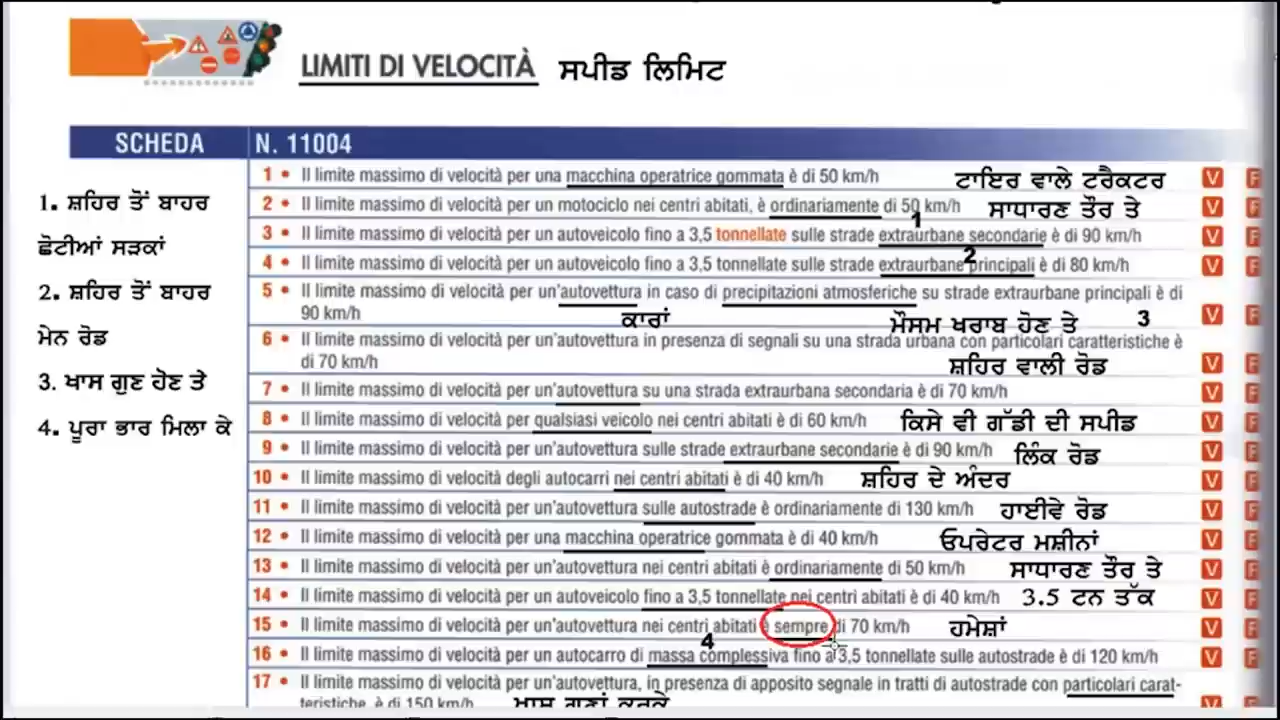 LIMITI DI VELOCITÀ ਸਪੀਡ ਲਿਮਿਟ
SCHEDA N. 11004
1. ਸ਼ਹਿਰ ਤੋਂ ਬਾਹਰ
ਛੋਟੀਆਂ ਸੜਕਾਂ
2. ਸ਼ਹਿਰ ਤੋਂ ਬਾਹਰ
ਮੇਨ ਰੋਡ
3. ਖਾਸ ਗੁਣ ਹੋਣ ਤੇ
4. ਪੂਰਾ ਭਾਰ ਮਿਲਾ ਕੇ
1 • Il limite massimo di velocità per una macchina operatrice gommata è di 50 km/h ਟਾਇਰ ਵਾਲੇ ਟਰੈਕਟਰ V F
2 • Il limite massimo di velocità per un motociclo nei centri abitati, è ordinariamente di 50 km/h ਸਾਧਾਰਣ ਤੌਰ ਤੇ V F
1
3 • Il limite massimo di velocità per un autoveicolo fino a 3,5 tonnellate sulle strade extraurbane secondarie è di 90 km/h V F
2
4 • Il limite massimo di velocità per un autoveicolo fino a 3,5 tonnellate sulle strade extraurbane principali è di 80 km/h V F
5 • Il limite massimo di velocità per un'autovettura in caso di precipitazioni atmosferiche su strade extraurbane principali è di
90 km/h ਕਾਰਾਂ ਮੌਸਮ ਖਰਾਬ ਹੋਣ ਤੇ 3 V F
6 • Il limite massimo di velocità per un'autovettura in presenza di segnali su una strada urbana con particolari caratteristiche è
di 70 km/h ਸ਼ਹਿਰ ਵਾਲੀ ਰੋਡ V F
7 • Il limite massimo di velocità per un'autovettura su una strada extraurbana secondaria è di 70 km/h V F
8 • Il limite massimo di velocità per qualsiasi veicolo nei centri abitati è di 60 km/h ਕਿਸੇ ਵੀ ਗੱਡੀ ਦੀ ਸਪੀਡ V F
9 • Il limite massimo di velocità per un'autovettura sulle strade extraurbane secondarie è di 90 km/h ਲਿੰਕ ਰੋਡ V F
10 • Il limite massimo di velocità degli autocarri nei centri abitati è di 40 km/h ਸ਼ਹਿਰ ਦੇ ਅੰਦਰ V F
11 • Il limite massimo di velocità per un'autovettura sulle autostrade è ordinariamente di 130 km/h ਹਾਈਵੇ ਰੋਡ V F
12 • Il limite massimo di velocità per una macchina operatrice gommata è di 40 km/h ਓਪਰੇਟਰ ਮਸ਼ੀਨਾਂ V F
13 • Il limite massimo di velocità per un'autovettura nei centri abitati è ordinariamente di 50 km/h ਸਾਧਾਰਣ ਤੌਰ ਤੇ V F
14 • Il limite massimo di velocità per un autoveicolo fino a 3,5 tonnellate nei centri abitati è di 40 km/h 3.5 ਟਨ ਤੱਕ V F
15 • Il limite massimo di velocità per un'autovettura nei centri abitati è sempre di 70 km/h ਹਮੇਸ਼ਾਂ V F
4
16 • Il limite massimo di velocità per un autocarro di massa complessiva fino a 3,5 tonnellate sulle autostrade è di 120 km/h V F
17 • Il limite massimo di velocità per un'autovettura, in presenza di apposito segnale in tratti di autostrade con particolari carat-
teristiche, è di 150 km/h ਖਾਸ ਗੁਣਾਂ ਕਰਕੇ V F